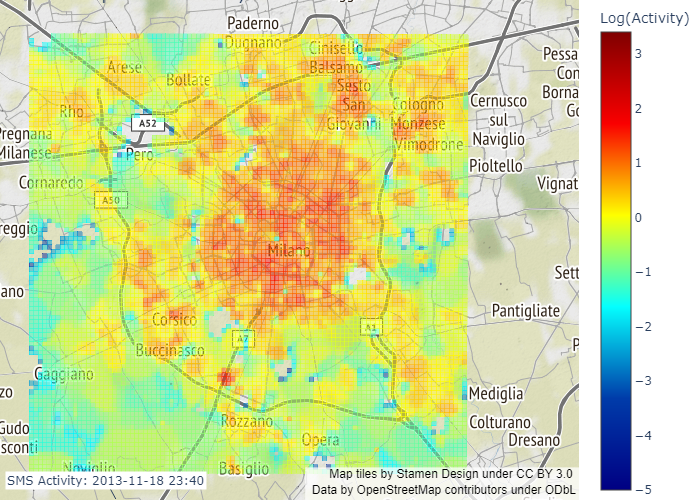 Log(Activity)
3
2
1
0
−1
−2
−3
−4
−5
Paderno
Dugnano
Cinisello
Balsamo
Arese
Bollate
Sesto
San
Giovanni
Rho
Cologno
Monzese
Vimodrone
Cernusco
sul
Naviglio
Pessa
Con
Borna
Go
A52
Pregnana
Milanese
Pero
Pioltello
Cornaredo
Vignat
A50
reggio
Milano
Sett
ano
Pantigliate
Corsico
A1
A7
Buccinasco
Gaggiano
Mediglia
zo
Rozzano
Colturano
Dresano
Gudo
sconti
Opera
Noviglio
Basiglio
SMS Activity: 2013-11-18 23:40
Map tiles by Stamen Design under CC BY 3.0
Data by OpenStreetMap contributors under ODbL